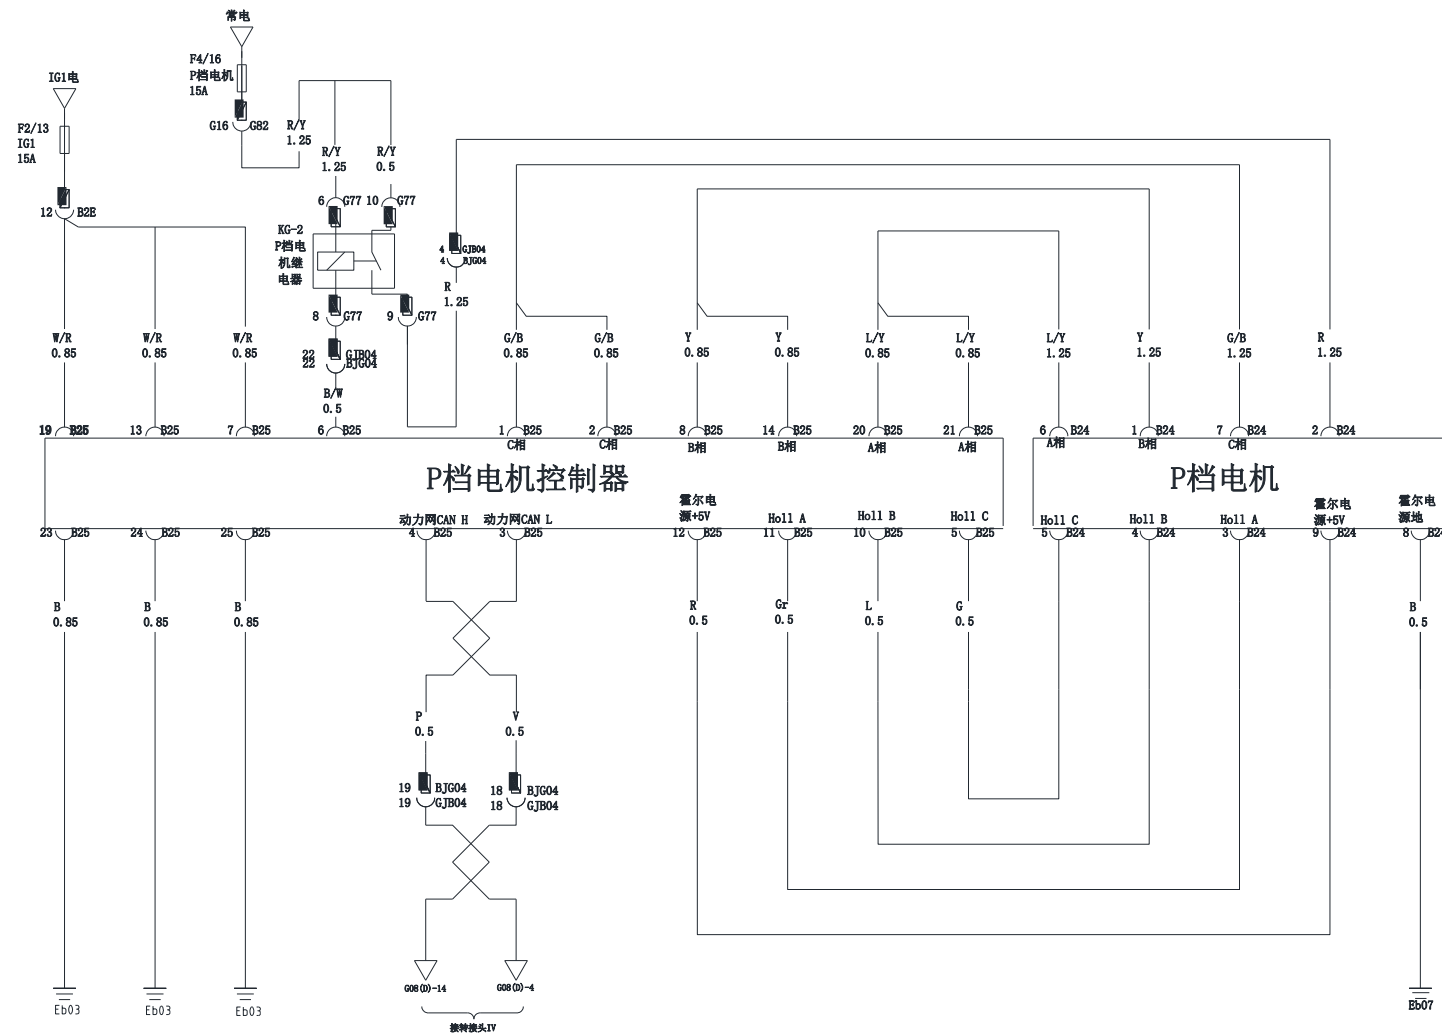 常电
F4/16
P档电机
15A
IG1电
F2/13
IG1
15A
G16 G82
R/Y
1.25
R/Y
1.25
R/Y
0.5
12 B2E
6 G77
10 G77
KG-2
P档电
机继
电器
4 GJB04
4 BJG04
R
1.25
8 G77
9 G77
22 GJB04
22 BJG04
B/W
0.5
W/R
0.85
W/R
0.85
W/R
0.85
G/B
0.85
G/B
0.85
Y
0.85
Y
0.85
L/Y
0.85
L/Y
0.85
L/Y
1.25
Y
1.25
G/B
1.25
R
1.25
19
13 B25
7 B25
6 B25
1 B25
C相
2 B25
C相
8 B25
B相
14 B25
B相
20 B25
A相
21 B25
A相
6 B24
A相
1 B24
B相
7 B24
C相
2 B24
P档电机控制器
P档电机
动力网CAN H
动力网CAN L
霍尔电
源+5V
Holl A
Holl B
Holl C
Holl C
Holl B
Holl A
霍尔电
源+5V
霍尔电
源地
23 B25
24 B25
25 B25
4 B25
3 B25
12 B25
11 B25
10 B25
5 B25
5 B24
4 B24
3 B24
9 B24
8 B24
B
0.85
B
0.85
B
0.85
R
0.5
Gr
0.5
L
0.5
G
0.5
B
0.5
P
0.5
V
0.5
19 BJG04
19 GJB04
18 BJG04
18 GJB04
G08(D)-14
G08(D)-4
接转接头IV
Eb03
Eb03
Eb03
Eb07